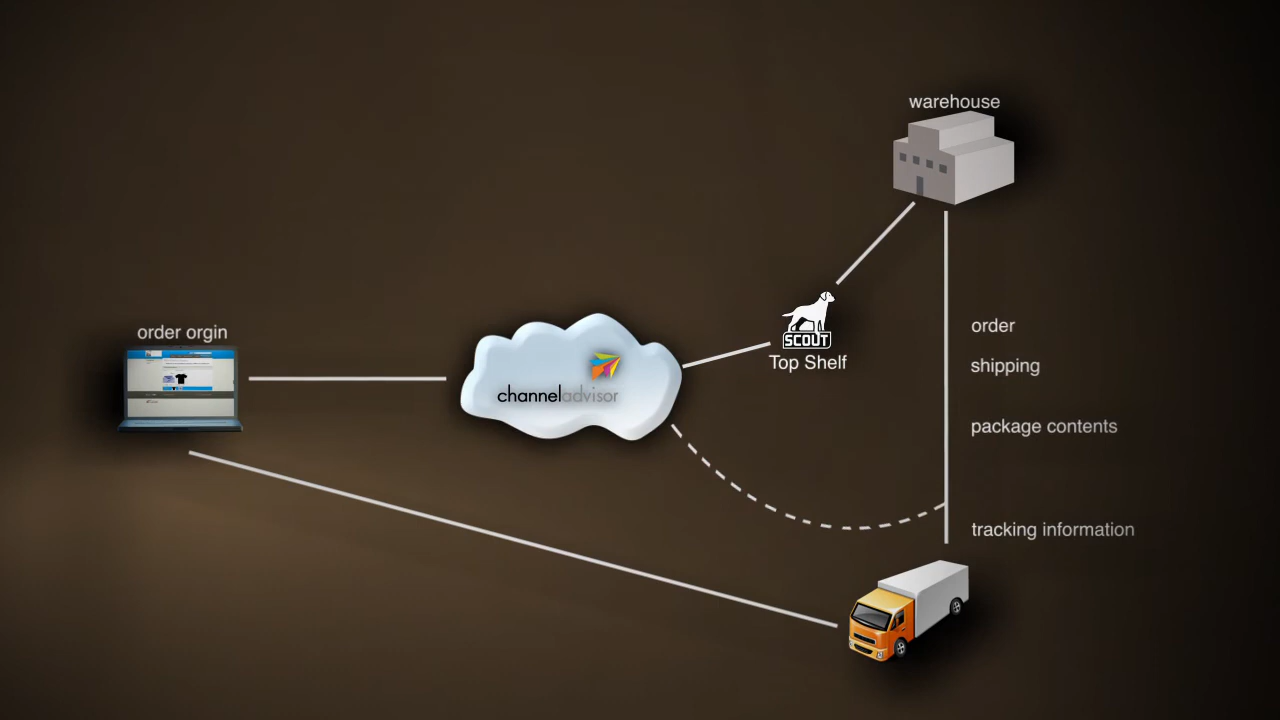 warehouse
order orgin
SCOUT
Top Shelf
channeladvisor
order
shipping
package contents
tracking information